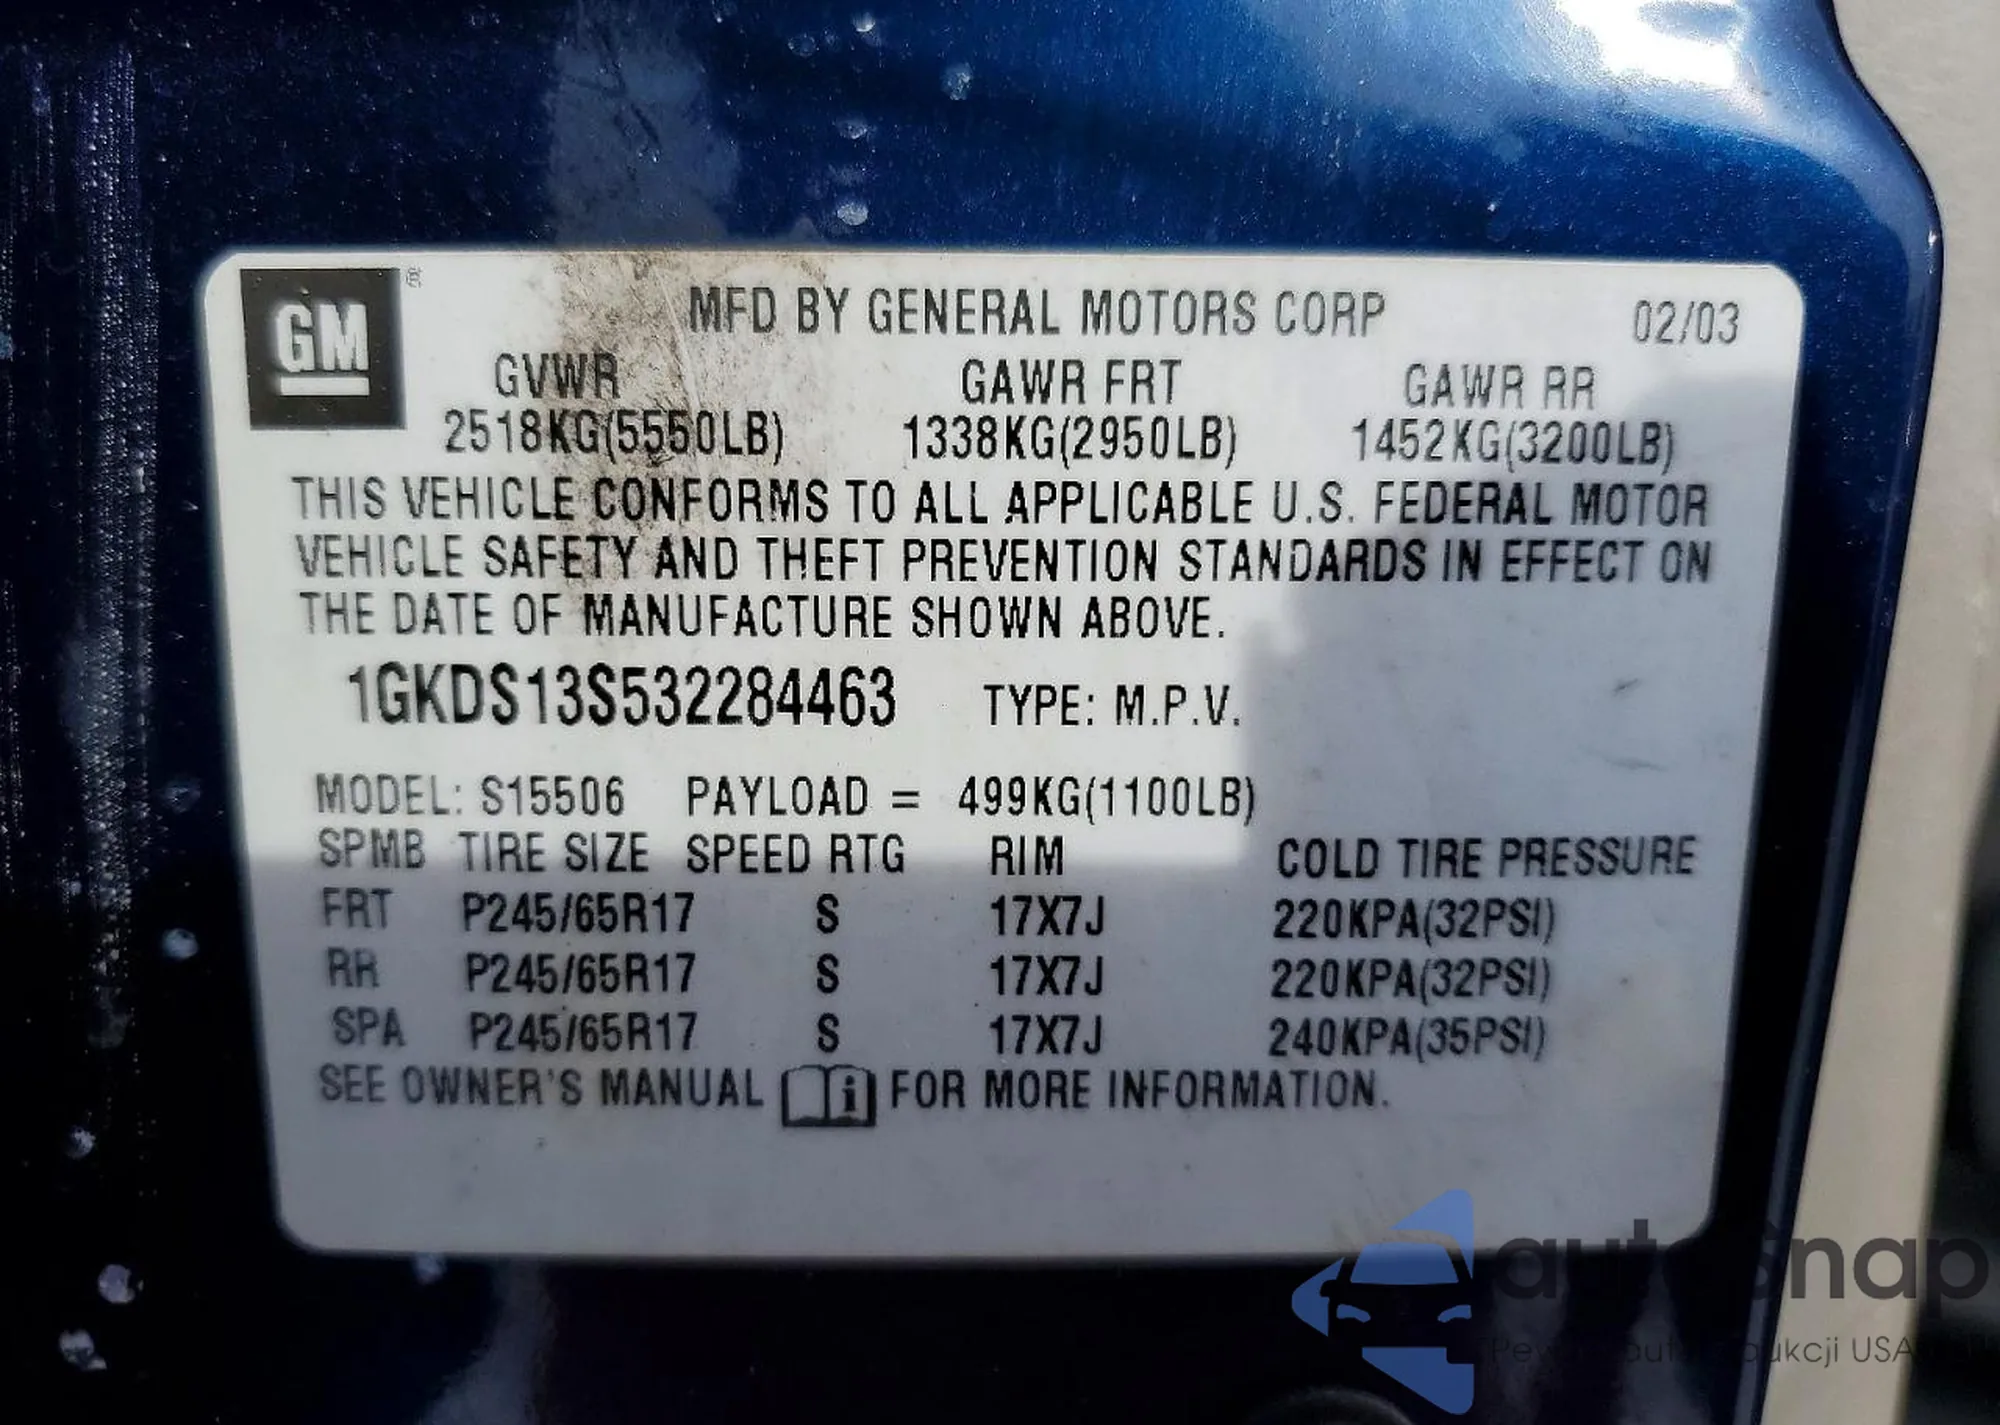 GM ®
MFD BY GENERAL MOTORS CORP 02/03
GVWR GAWR FRT GAWR RR
2518KG(5550LB) 1338KG(2950LB) 1452KG(3200LB)
THIS VEHICLE CONFORMS TO ALL APPLICABLE U.S. FEDERAL MOTOR
VEHICLE SAFETY AND THEFT PREVENTION STANDARDS IN EFFECT ON
THE DATE OF MANUFACTURE SHOWN ABOVE.
1GKDS13S532284463 TYPE: M.P.V.
MODEL: S15506 PAYLOAD = 499KG(1100LB)
SPMB TIRE SIZE SPEED RTG RIM COLD TIRE PRESSURE
FRT P245/65R17 S 17X7J 220KPA(32PSI)
RR P245/65R17 S 17X7J 220KPA(32PSI)
SPA P245/65R17 S 17X7J 240KPA(35PSI)
SEE OWNER'S MANUAL i FOR MORE INFORMATION.
autosnap
USA